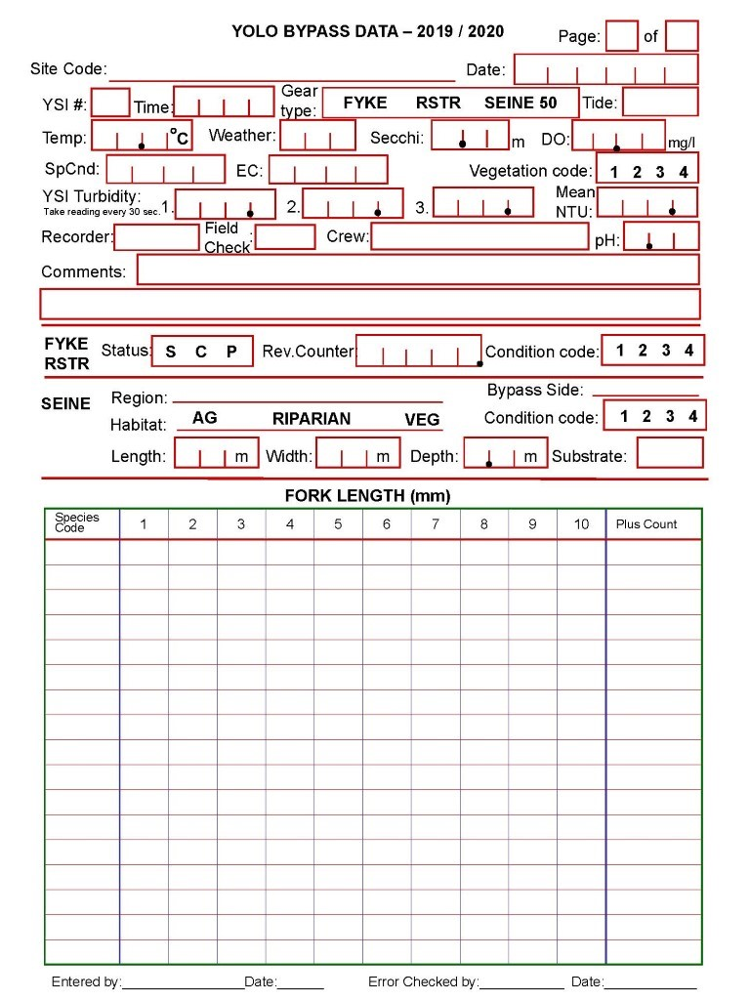 YOLO BYPASS DATA – 2019 / 2020 Page: of
Site Code: Date:
YSI #: Time: Gear type: FYKE RSTR SEINE 50 Tide:
Temp: °C Weather: Secchi: m DO: mg/l
SpCnd: EC: Vegetation code: 1 2 3 4
YSI Turbidity: Take reading every 30 sec. 1. 2. 3. Mean NTU:
Recorder: Field Check: Crew: pH:
Comments:
FYKE RSTR Status: S C P Rev.Counter: Condition code: 1 2 3 4
SEINE Region: Bypass Side:
Habitat: AG RIPARIAN VEG Condition code: 1 2 3 4
Length: m Width: m Depth: m Substrate:
FORK LENGTH (mm)
Species Code 1 2 3 4 5 6 7 8 9 10 Plus Count
Entered by: Date: Error Checked by: Date: